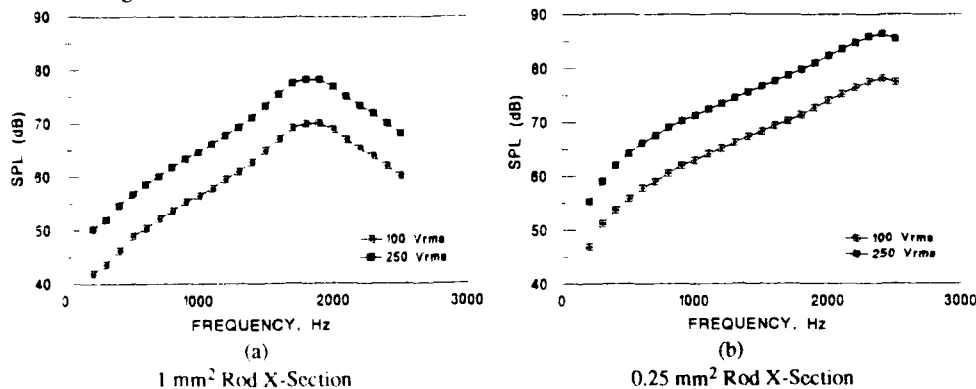 90
80
70
60
50
40
SPL (dB)
100 Vrms
250 Vrms
0 1000 2000 3000
FREQUENCY, Hz
(a)
1 mm² Rod X-Section
90
80
70
60
50
40
SPL (dB)
100 Vrms
250 Vrms
0 1000 2000 3000
FREQUENCY, Hz
(b)
0.25 mm² Rod X-Section